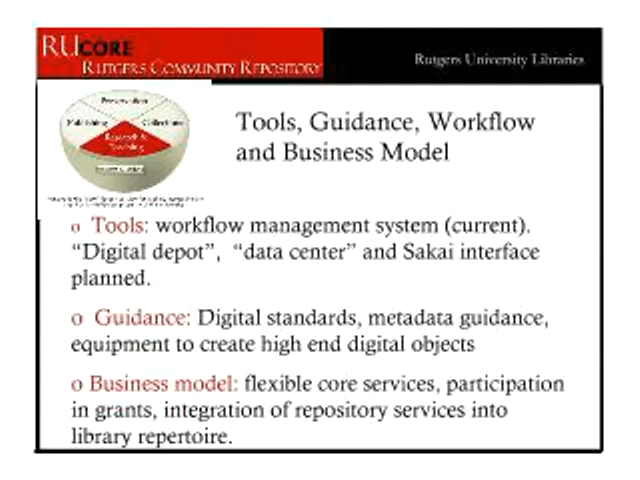 RUCORE
RUTGERS COMMUNITY REPOSITORY
Rutgers University Libraries
Preservation
Publishing
Collections
Research &
Teaching
Tools, Guidance, Workflow
and Business Model
o Tools: workflow management system (current).
“Digital depot”, “data center” and Sakai interface
planned.
o Guidance: Digital standards, metadata guidance,
equipment to create high end digital objects
o Business model: flexible core services, participation
in grants, integration of repository services into
library repertoire.